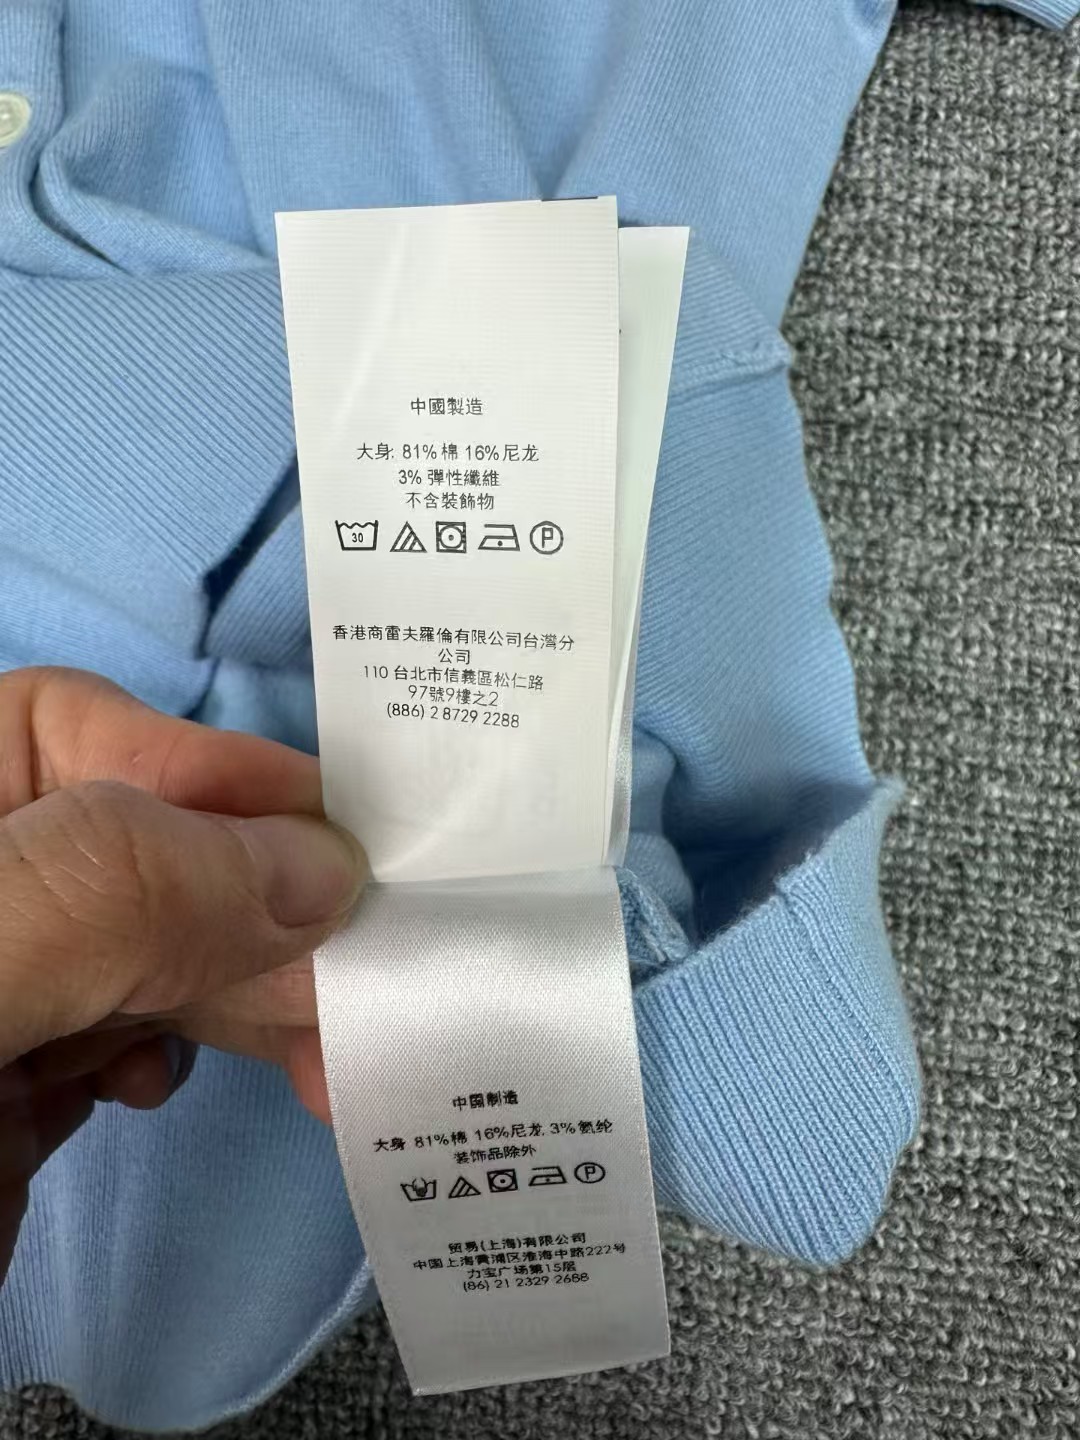 中國製造
大身: 81% 棉 16% 尼龙
3% 彈性纖維
不含裝飾物
30
P
香港商雷夫羅倫有限公司台灣分
公司
110 台北市信義區松仁路
97號9樓之2
(886) 2 8729 2288
中国制造
大身 81%棉 16%尼龙 3%氨纶
装饰品除外
P
贸易(上海)有限公司
中国上海黄浦区淮海中路222号
力宝广场第15层
(86) 21 2329 2688